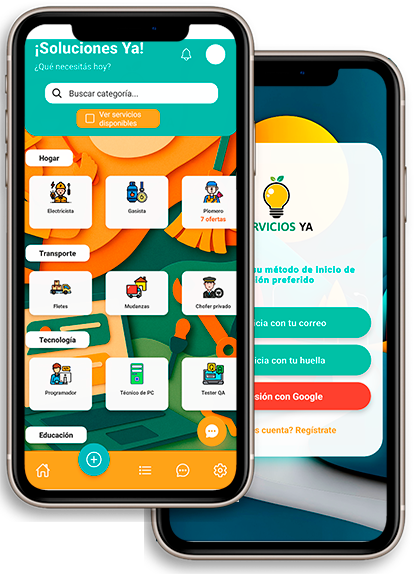 ¡Soluciones Ya!
¿Qué necesitás hoy?
Buscar categoría...
Ver servicios
disponibles
Hogar
Electricista
Gasista
Plomero
7 ofertas
Transporte
Fletes
Mudanzas
Chofer privado
Tecnología
Programador
Técnico de PC
Tester QA
Educación
RVICIOS YA
u método de inicio de
ión preferido
icia con tu correo
icia con tu huella
sión con Google
s cuenta? Regístrate